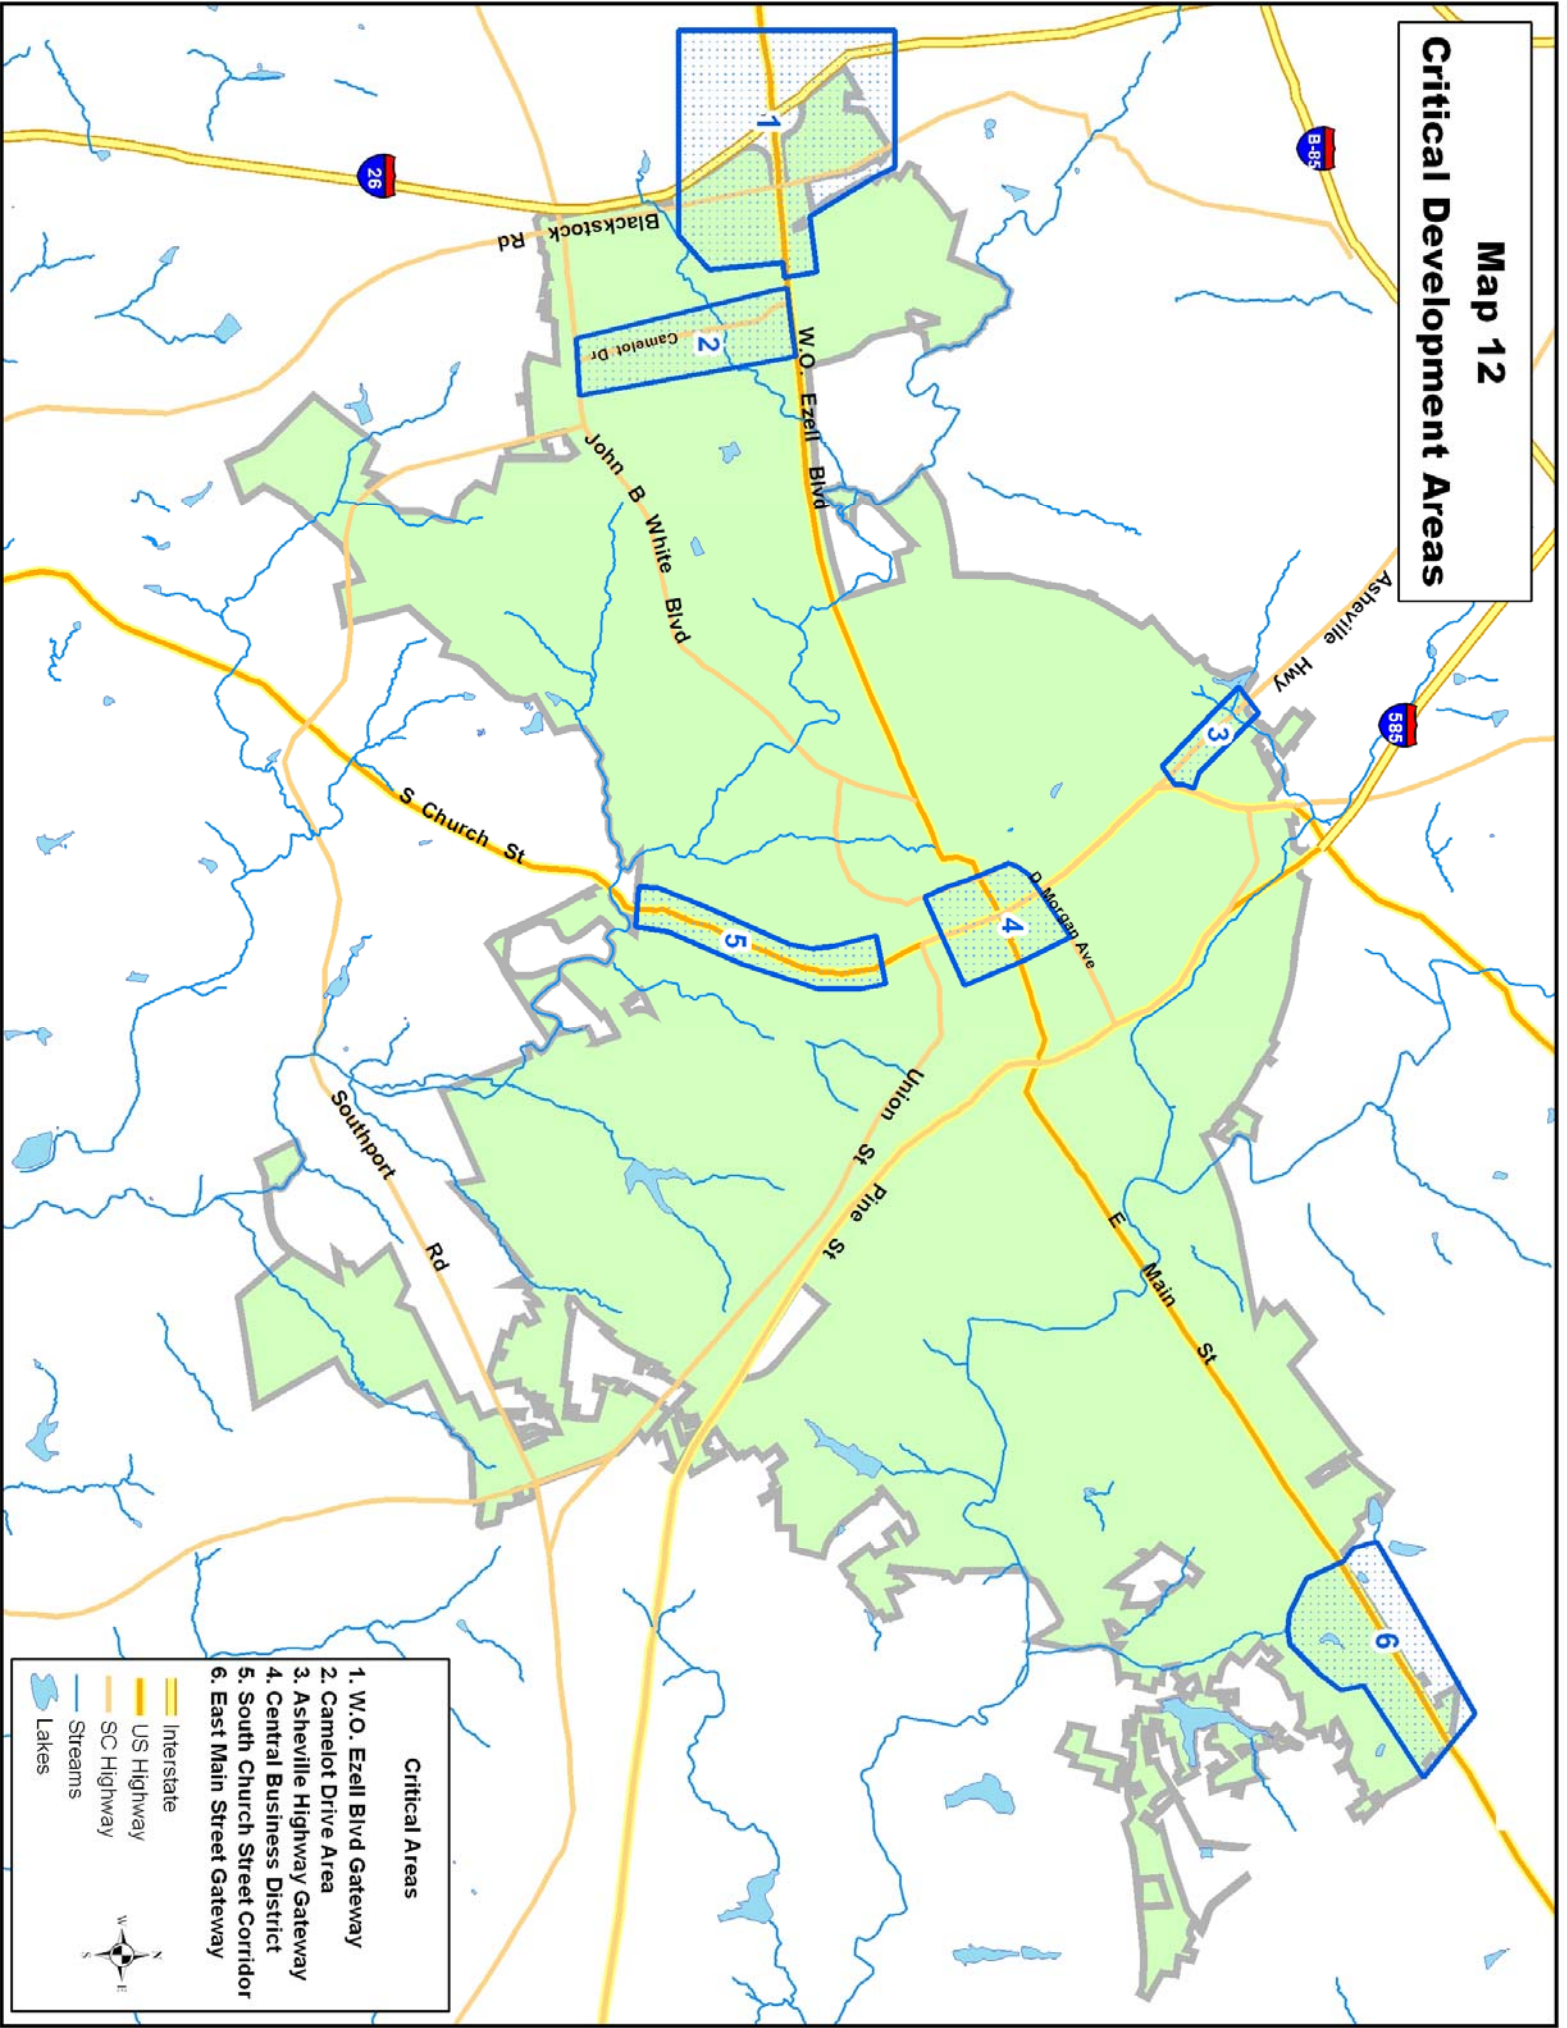 Map 12
Critical Development Areas
B-85
Asheville Hwy
585
1
26
Blackstock Rd
2
Camelot Dr
W.O. Ezell Blvd
John B White Blvd
3
D. Morgan Ave
4
S Church St
5
Union St
Pine St
E Main St
Southport Rd
6
Critical Areas
1. W.O. Ezell Blvd Gateway
2. Camelot Drive Area
3. Asheville Highway Gateway
4. Central Business District
5. South Church Street Corridor
6. East Main Street Gateway
Interstate
US Highway
SC Highway
Streams
Lakes
N
W
E
S